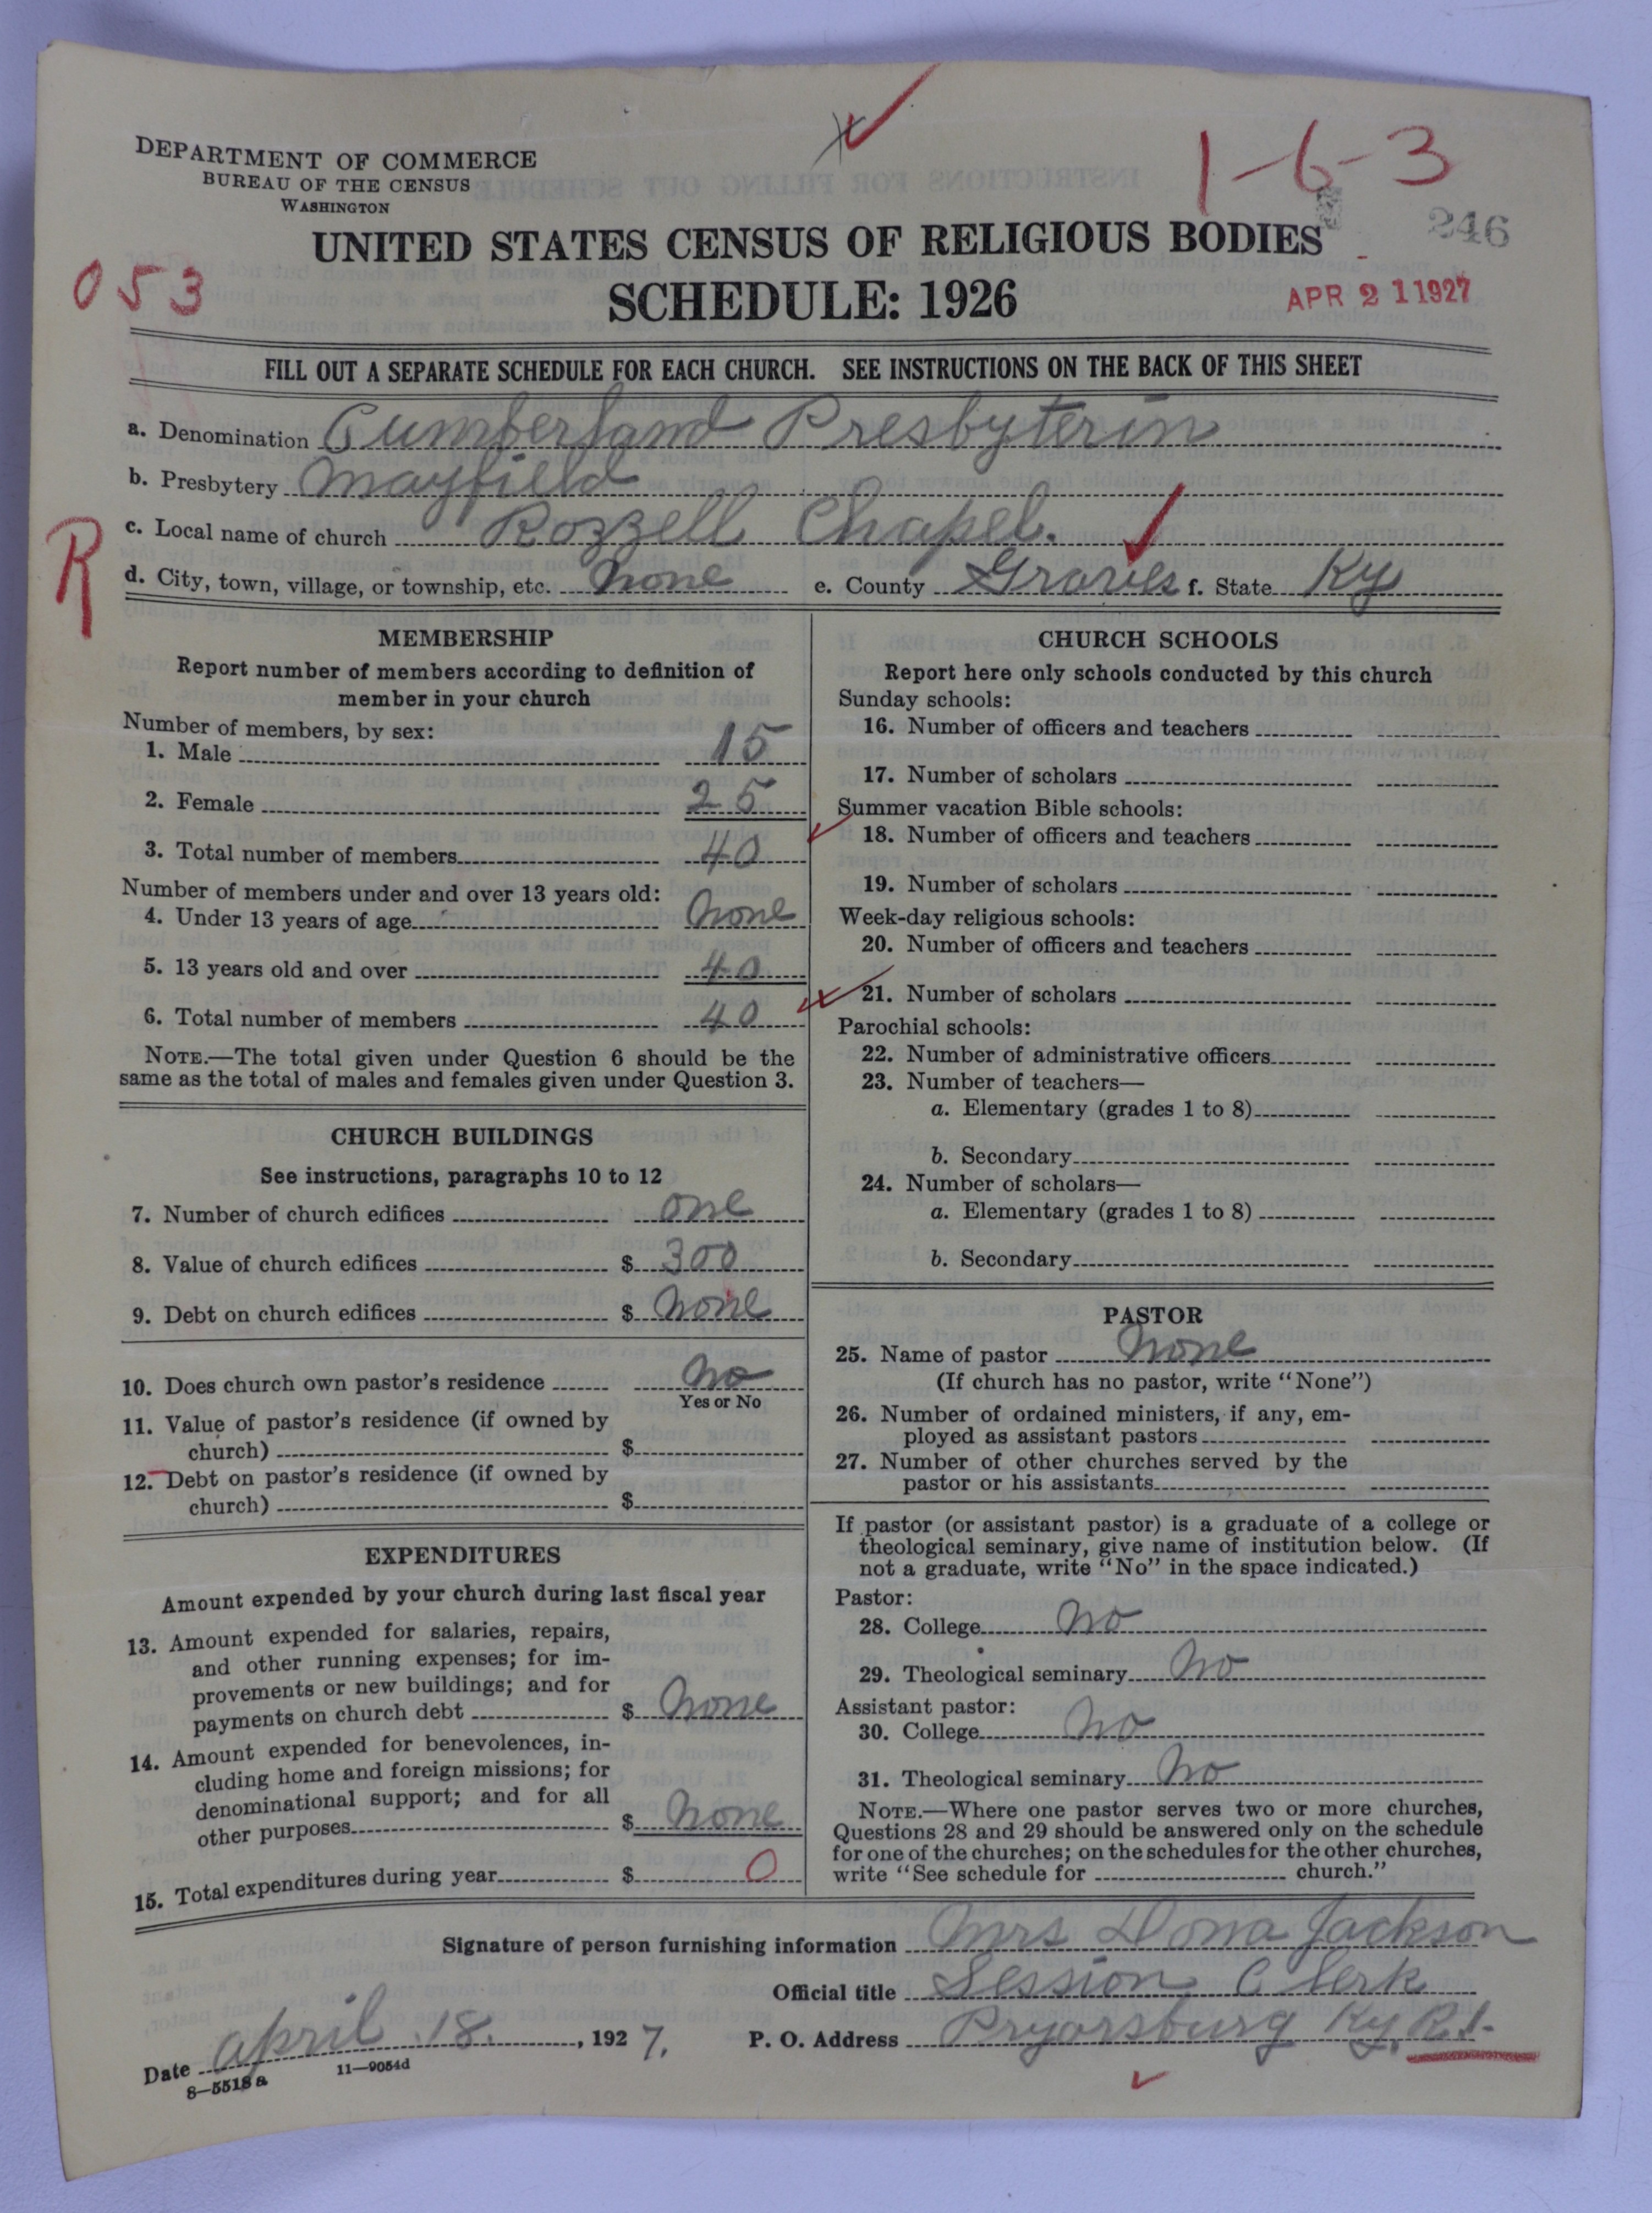 1-6-3
DEPARTMENT OF COMMERCE
BUREAU OF THE CENSUS
WASHINGTON
246
UNITED STATES CENSUS OF RELIGIOUS BODIES
053
SCHEDULE: 1926
APR 21 1927
FILL OUT A SEPARATE SCHEDULE FOR EACH CHURCH. SEE INSTRUCTIONS ON THE BACK OF THIS SHEET
a. Denomination Cumberland Presbyterin
b. Presbytery Mayfield
c. Local name of church Rozzell Chapel.
R
d. City, town, village, or township, etc. None e. County Graves f. State Ky
MEMBERSHIP
Report number of members according to definition of
member in your church
Number of members, by sex:
1. Male 15
2. Female 25
3. Total number of members 40
Number of members under and over 13 years old:
4. Under 13 years of age None
5. 13 years old and over 40
6. Total number of members 40
NOTE.—The total given under Question 6 should be the
same as the total of males and females given under Question 3.
CHURCH BUILDINGS
See instructions, paragraphs 10 to 12
7. Number of church edifices one
8. Value of church edifices $ 300
9. Debt on church edifices $ None
10. Does church own pastor's residence No
Yes or No
11. Value of pastor's residence (if owned by
church) $
12. Debt on pastor's residence (if owned by
church) $
EXPENDITURES
Amount expended by your church during last fiscal year
13. Amount expended for salaries, repairs,
and other running expenses; for im-
provements or new buildings; and for
payments on church debt $ None
14. Amount expended for benevolences, in-
cluding home and foreign missions; for
denominational support; and for all
other purposes $ None
15. Total expenditures during year $ 0
CHURCH SCHOOLS
Report here only schools conducted by this church
Sunday schools:
16. Number of officers and teachers
17. Number of scholars
Summer vacation Bible schools:
18. Number of officers and teachers
19. Number of scholars
Week-day religious schools:
20. Number of officers and teachers
21. Number of scholars
Parochial schools:
22. Number of administrative officers
23. Number of teachers—
a. Elementary (grades 1 to 8)
b. Secondary
24. Number of scholars—
a. Elementary (grades 1 to 8)
b. Secondary
PASTOR
25. Name of pastor None
(If church has no pastor, write "None")
26. Number of ordained ministers, if any, em-
ployed as assistant pastors
27. Number of other churches served by the
pastor or his assistants
If pastor (or assistant pastor) is a graduate of a college or
theological seminary, give name of institution below. (If
not a graduate, write "No" in the space indicated.)
Pastor:
28. College No
29. Theological seminary No
Assistant pastor:
30. College No
31. Theological seminary No
NOTE.—Where one pastor serves two or more churches,
Questions 28 and 29 should be answered only on the schedule
for one of the churches; on the schedules for the other churches,
write "See schedule for church."
Signature of person furnishing information Mrs Dona Jackson
Official title Session Clerk
Date april 18. , 1927. P. O. Address Pryorsburg Ky. R.1.
8—5518a 11—9054d